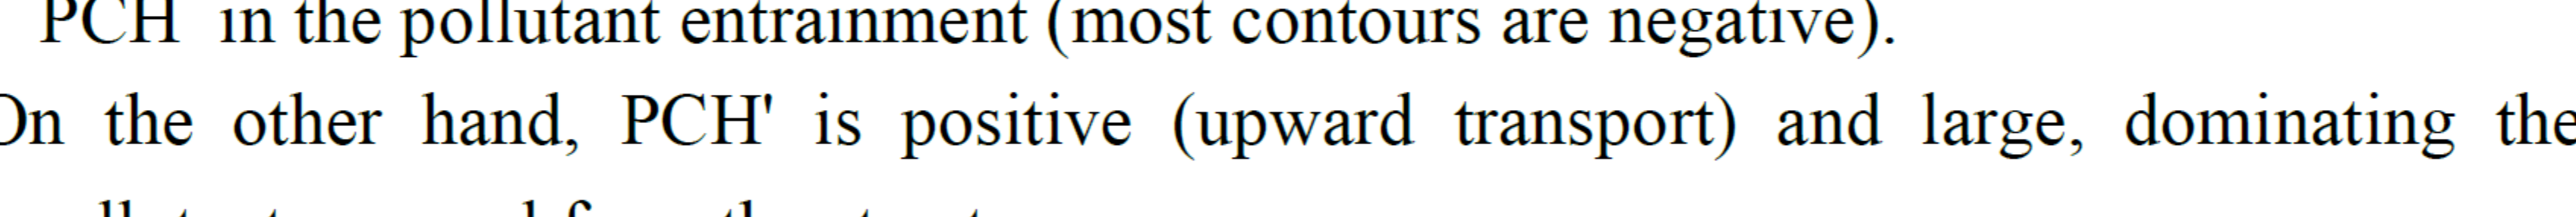 PCH in the pollutant entrainment (most contours are negative).
On the other hand, PCH' is positive (upward transport) and large, dominating the